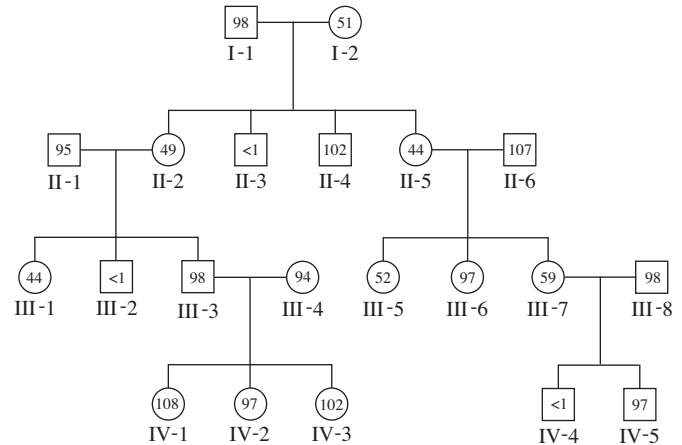 98 51
I-1 I-2
95 49 <1 102 44 107
II-1 II-2 II-3 II-4 II-5 II-6
44 <1 98 94 52 97 59 98
III-1 III-2 III-3 III-4 III-5 III-6 III-7 III-8
108 97 102 <1 97
IV-1 IV-2 IV-3 IV-4 IV-5